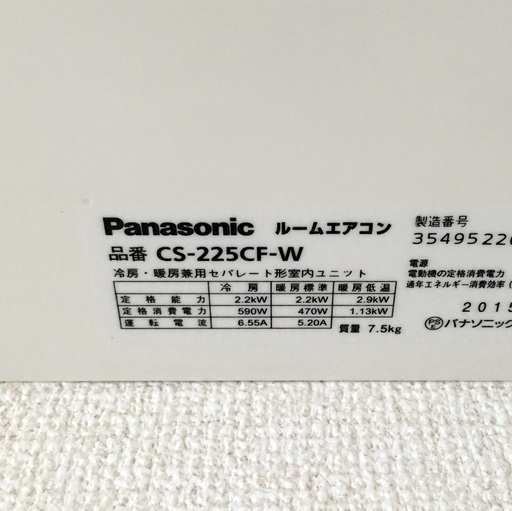 Panasonic ルームエアコン
品番 CS-225CF-W
冷房・暖房兼用セパレート形室内ユニット
冷房 暖房標準 暖房低温
定格能力 2.2kW 2.2kW 2.9kW
定格消費電力 590W 470W 1.13kW
運転電流 6.55A 5.20A
質量 7.5kg
製造番号
3549522
電源
電動機の定格消費電力
通年エネルギー消費効率(
2015
PS パナソニック